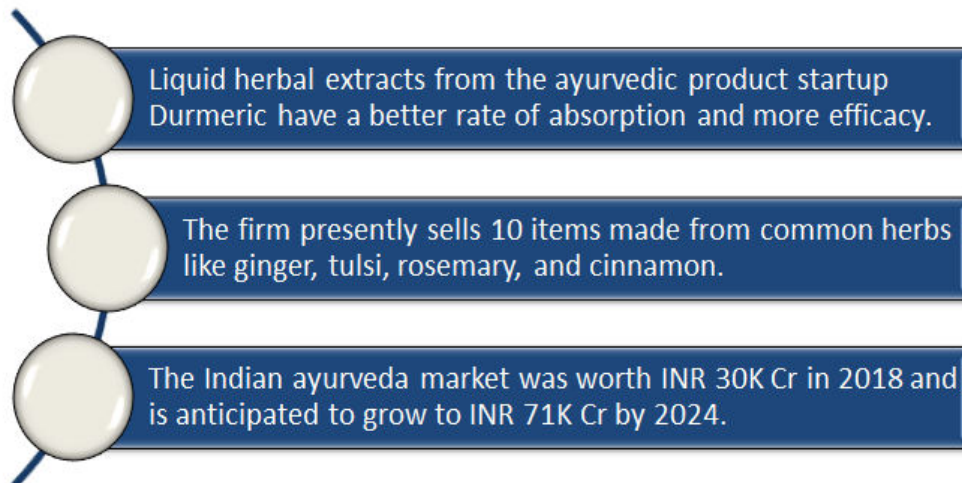 Liquid herbal extracts from the ayurvedic product startup
Durmeric have a better rate of absorption and more efficacy.
The firm presently sells 10 items made from common herbs
like ginger, tulsi, rosemary, and cinnamon.
The Indian ayurveda market was worth INR 30K Cr in 2018 and
is anticipated to grow to INR 71K Cr by 2024.